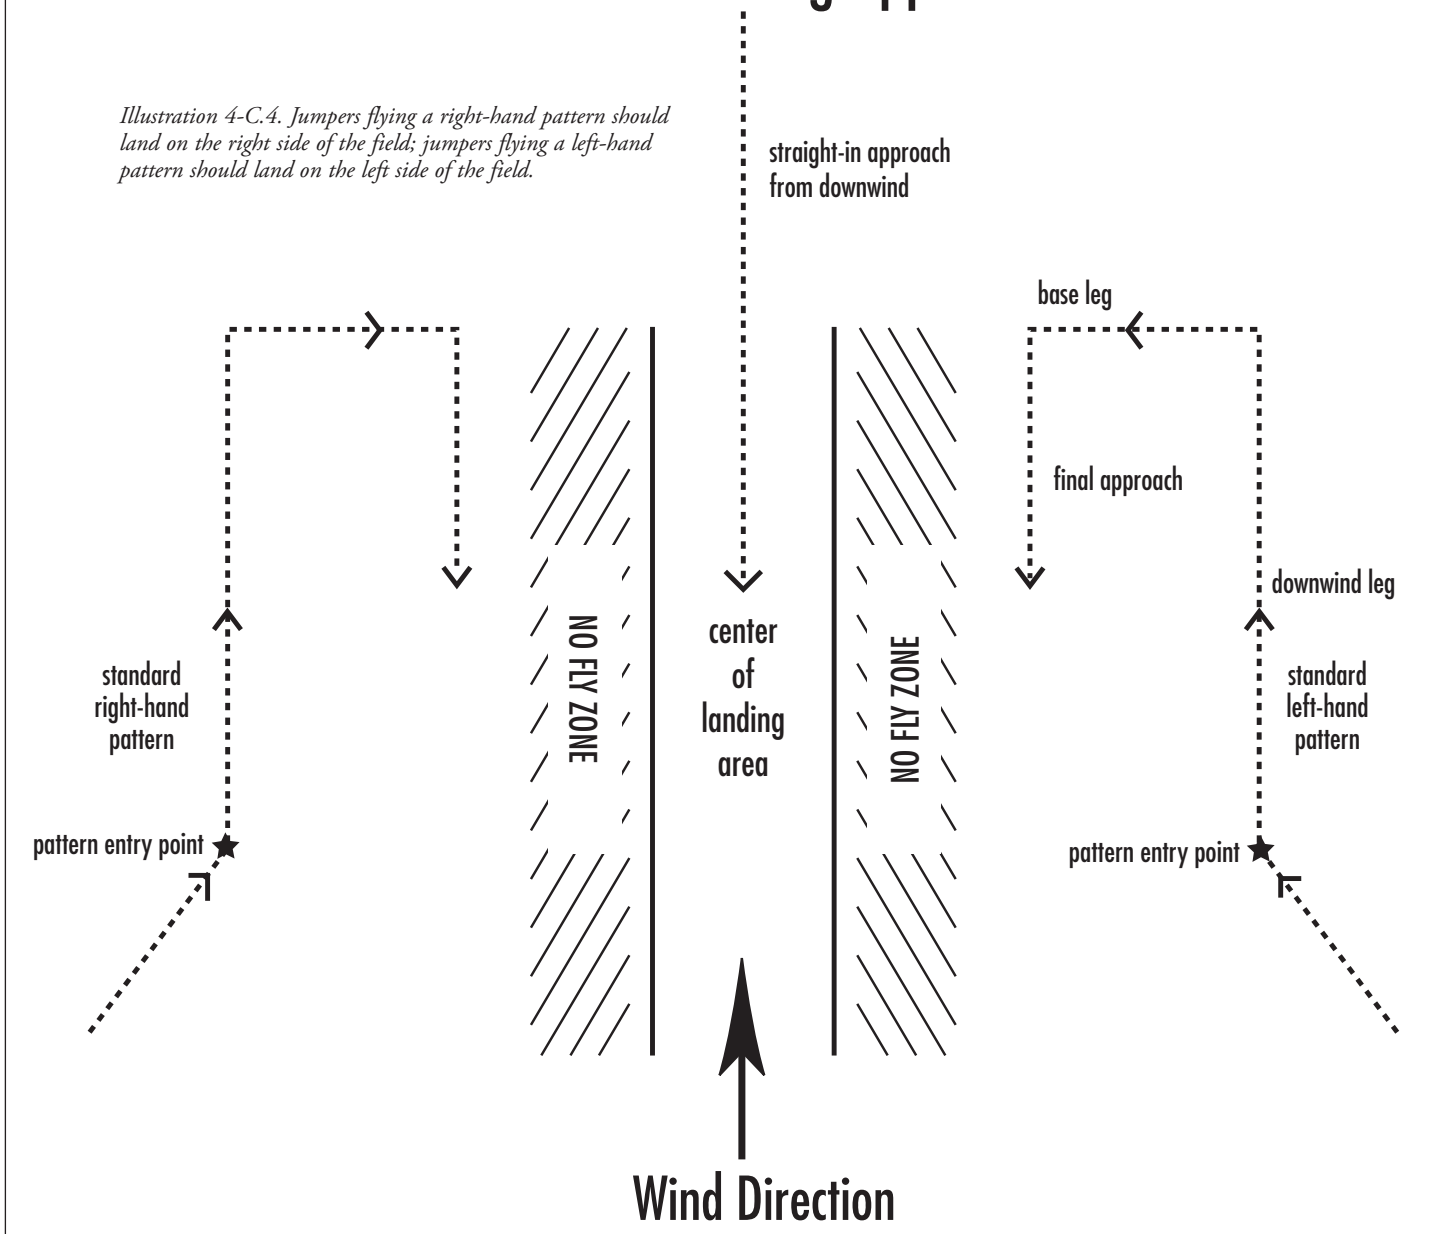 Illustration 4-C.4. Jumpers flying a right-hand pattern should
land on the right side of the field; jumpers flying a left-hand
pattern should land on the left side of the field.
straight-in approach
from downwind
base leg
final approach
downwind leg
NO FLY ZONE
center
of
landing
area
NO FLY ZONE
standard
right-hand
pattern
standard
left-hand
pattern
pattern entry point
pattern entry point
Wind Direction